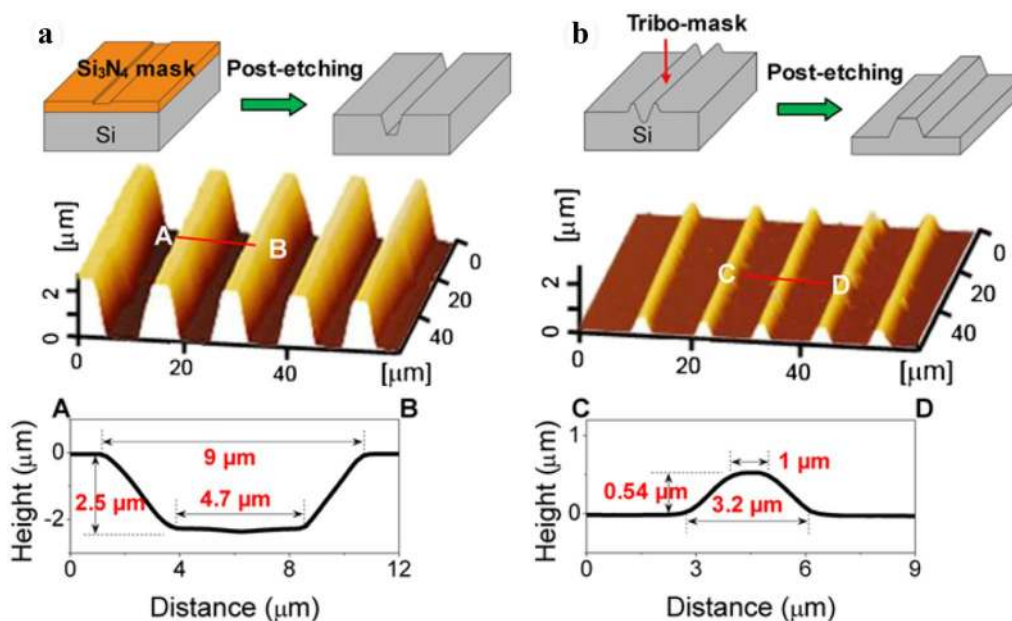 a
Si₃N₄ mask
Post-etching
Si
[μm]
2
0
A
B
0
20
40
0
20
40
[μm]
A
B
Height (μm)
0
-2
9 μm
2.5 μm
4.7 μm
0
4
8
12
Distance (μm)
b
Tribo-mask
Post-etching
Si
[μm]
2
0
C
D
0
20
40
0
20
40
[μm]
C
D
Height (μm)
1
0
1 μm
0.54 μm
3.2 μm
0
3
6
9
Distance (μm)